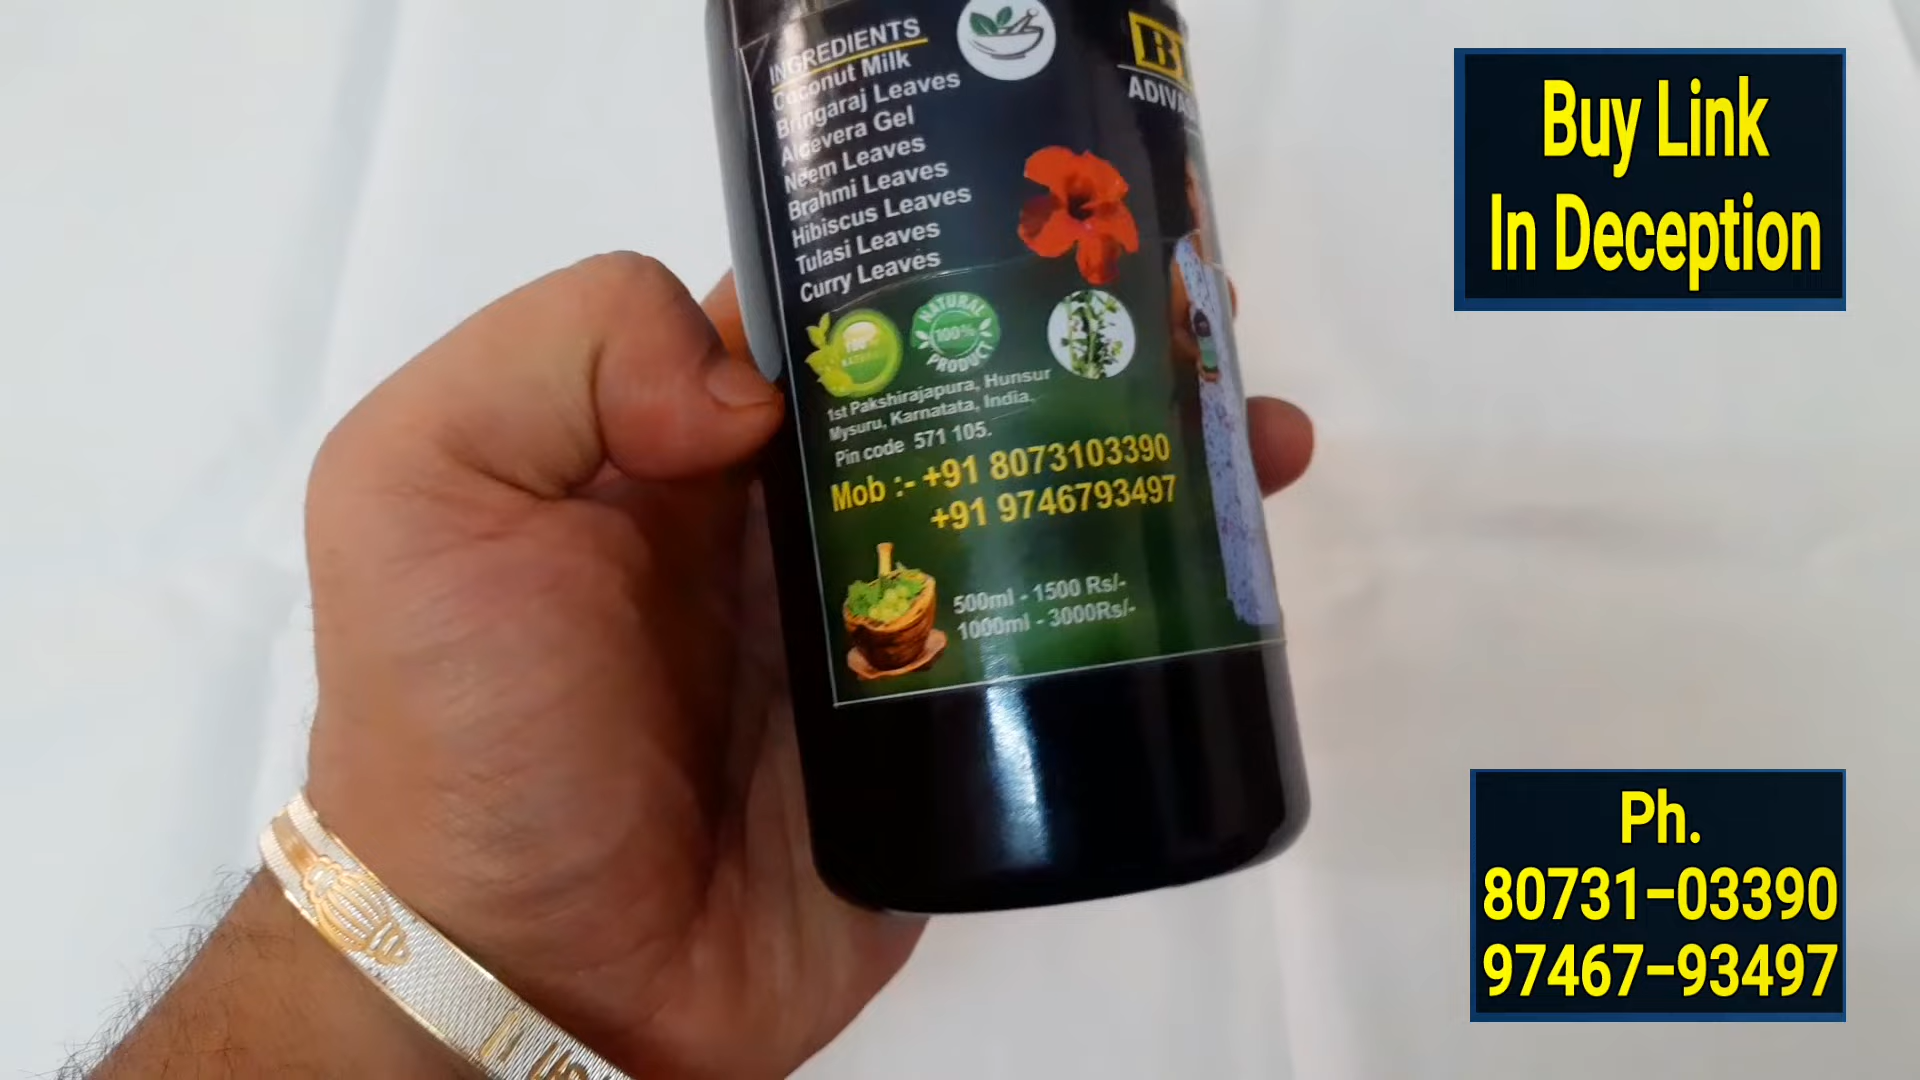 INGREDIENTS
Coconut Milk
Bringaraj Leaves
Aloevera Gel
Neem Leaves
Brahmi Leaves
Hibiscus Leaves
Tulasi Leaves
Curry Leaves
NATURAL
100%
PRODUCT
1st Pakshirajapura, Hunsur
Mysuru, Karnatata, India.
Pin code 571 105.
Mob :- +91 8073103390
+91 9746793497
500ml - 1500 Rs/-
1000ml - 3000Rs/-
Buy Link
In Deception
Ph.
80731-03390
97467-93497